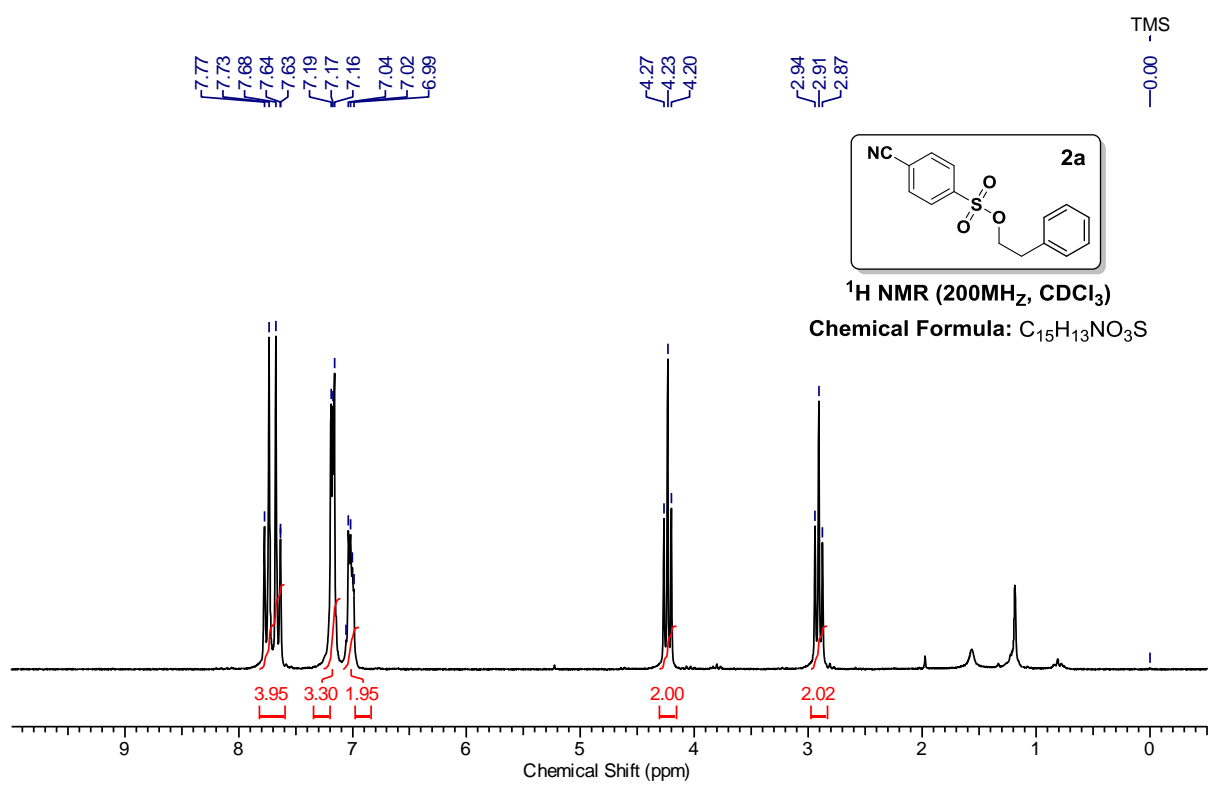 TMS
7.77
7.73
7.68
7.64
7.63
7.19
7.17
7.16
7.04
7.02
6.99
4.27
4.23
4.20
2.94
2.91
2.87
0.00
NC
2a
O
S
O
O
¹H NMR (200MHZ, CDCl₃)
Chemical Formula: C₁₅H₁₃NO₃S
3.95 3.30 1.95 2.00 2.02
9 8 7 6 5 4 3 2 1 0
Chemical Shift (ppm)